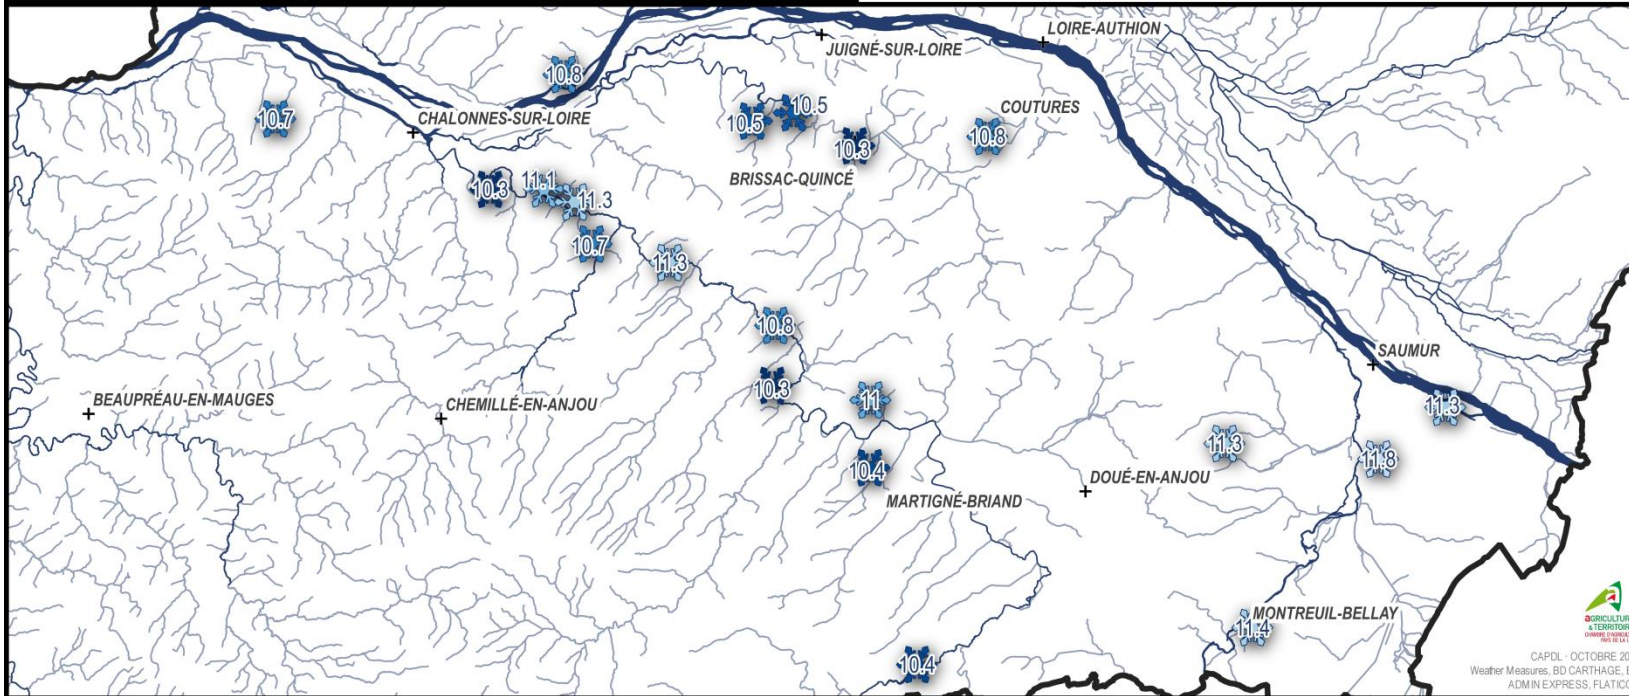 LOIRE-AUTHION
JUIGNÉ-SUR-LOIRE
10.8
10.5
10.7
COUTURES
CHALONNES-SUR-LOIRE
10.5
10.8
10.3
BRISSAC-QUINCÉ
10.3
11.1
11.3
10.7
11.3
10.8
SAUMUR
10.3
BEAUPRÉAU-EN-MAUGES
CHEMILLÉ-EN-ANJOU
11
11.3
11.3
11.8
10.4
DOUÉ-EN-ANJOU
MARTIGNÉ-BRIAND
MONTREUIL-BELLAY
11.4
10.4
AGRICULTUR
& TERRITOIR
CAPDL - OCTOBRE 20
Weather Measures, BD CARTHAGE,
ADMIN EXPRESS, FLATICO